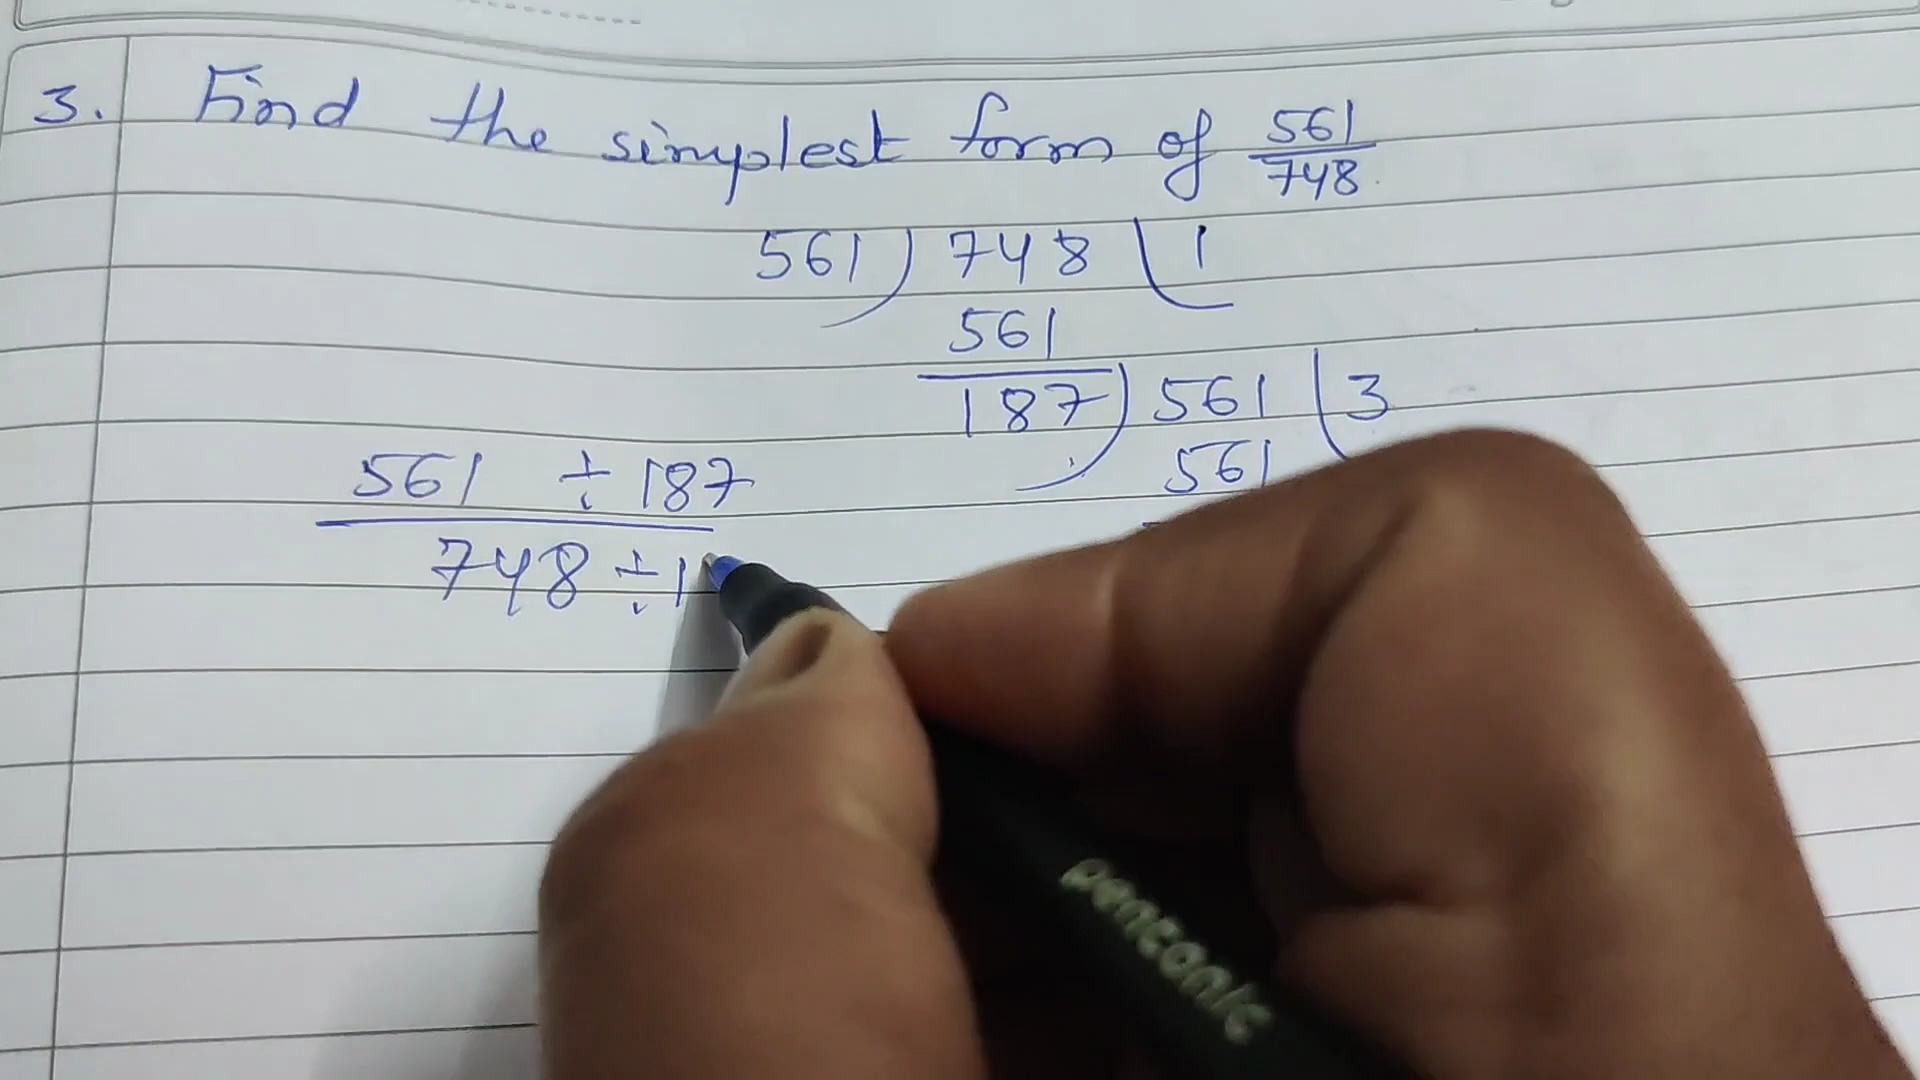 3. Find the simplest form of 561/748.
561 ) 748 ( 1
561
187 ) 561 ( 3
561
561 ÷ 187
748 ÷ 1
penconic